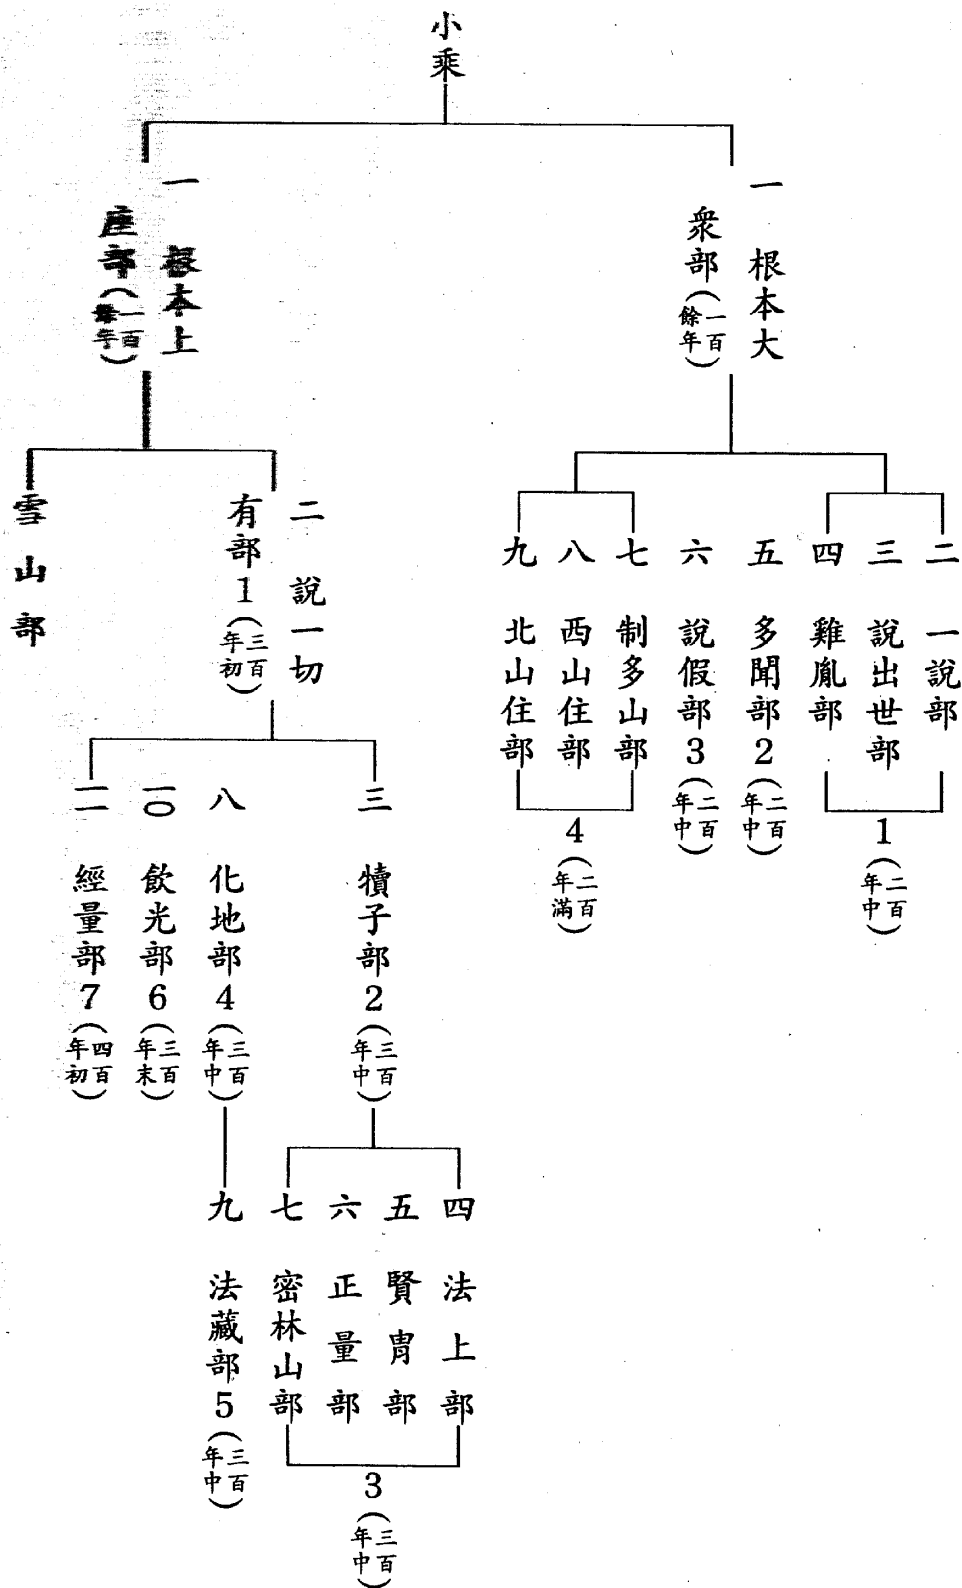 小乘
一 根本大
衆部(一百餘年)
二 一說部
三 說出世部
四 雞胤部
1(二百年中)
五 多聞部2(二百年中)
六 說假部3(二百年中)
七 制多山部
八 西山住部
九 北山住部
4(二百年滿)
一 根本上
座部(一百餘年)
二 說一切
有部1(三百年初)
三 犢子部2(三百年中)
四 法上部
五 賢冑部
六 正量部
七 密林山部
3(三百年中)
八 化地部4(三百年中)
九 法藏部5(三百年中)
一〇 飲光部6(三百年末)
一一 經量部7(四百年初)
雪山部